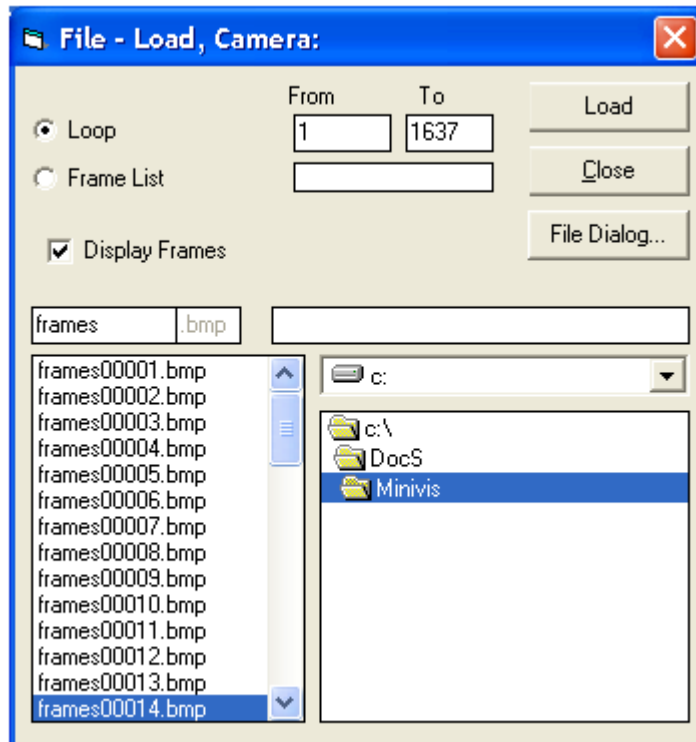 File - Load, Camera:
From To Load
Loop 1 1637
Frame List Close
Display Frames File Dialog...
frames .bmp
frames00001.bmp c:
frames00002.bmp
frames00003.bmp c:\
frames00004.bmp DocS
frames00005.bmp Minivis
frames00006.bmp
frames00007.bmp
frames00008.bmp
frames00009.bmp
frames00010.bmp
frames00011.bmp
frames00012.bmp
frames00013.bmp
frames00014.bmp